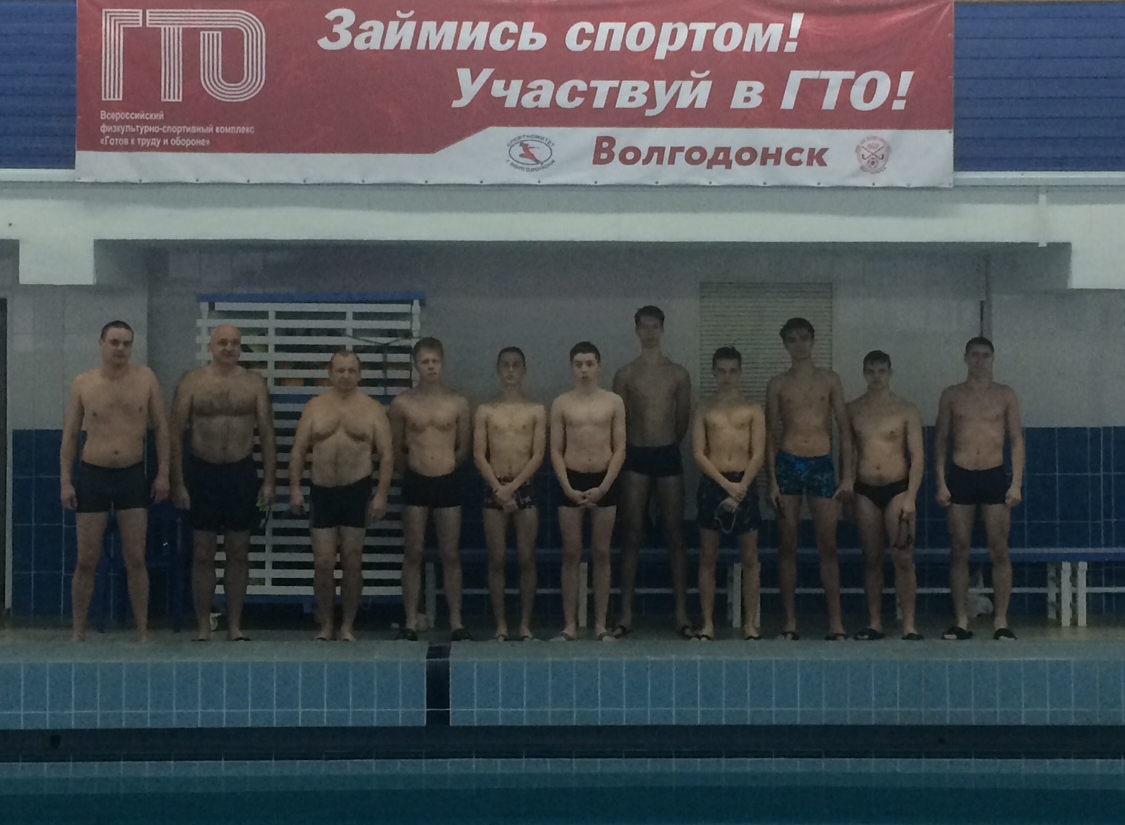 ГТО
Всероссийский
физкультурно-спортивный комплекс
«Готов к труду и обороне»
Займись спортом!
Участвуй в ГТО!
Волгодонск